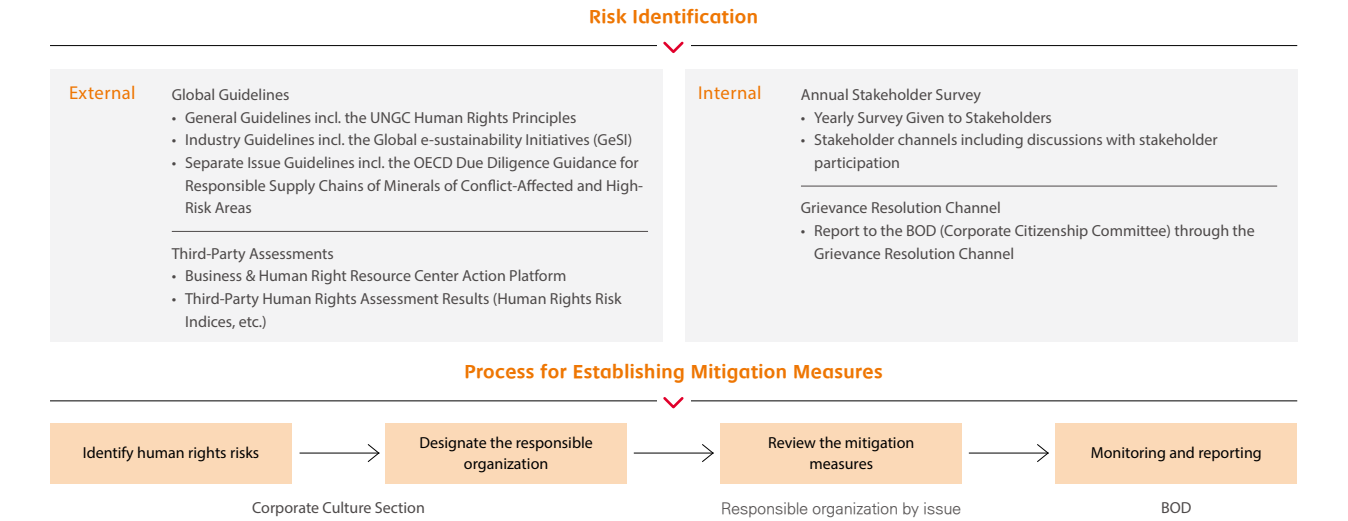 Risk Identification
External
Global Guidelines
• General Guidelines incl. the UNGC Human Rights Principles
• Industry Guidelines incl. the Global e-sustainability Initiatives (GeSI)
• Separate Issue Guidelines incl. the OECD Due Diligence Guidance for
Responsible Supply Chains of Minerals of Conflict-Affected and High-
Risk Areas
Third-Party Assessments
• Business & Human Right Resource Center Action Platform
• Third-Party Human Rights Assessment Results (Human Rights Risk
Indices, etc.)
Internal
Annual Stakeholder Survey
• Yearly Survey Given to Stakeholders
• Stakeholder channels including discussions with stakeholder
participation
Grievance Resolution Channel
• Report to the BOD (Corporate Citizenship Committee) through the
Grievance Resolution Channel
Process for Establishing Mitigation Measures
Identify human rights risks
Designate the responsible
organization
Review the mitigation
measures
Monitoring and reporting
Corporate Culture Section
Responsible organization by issue
BOD